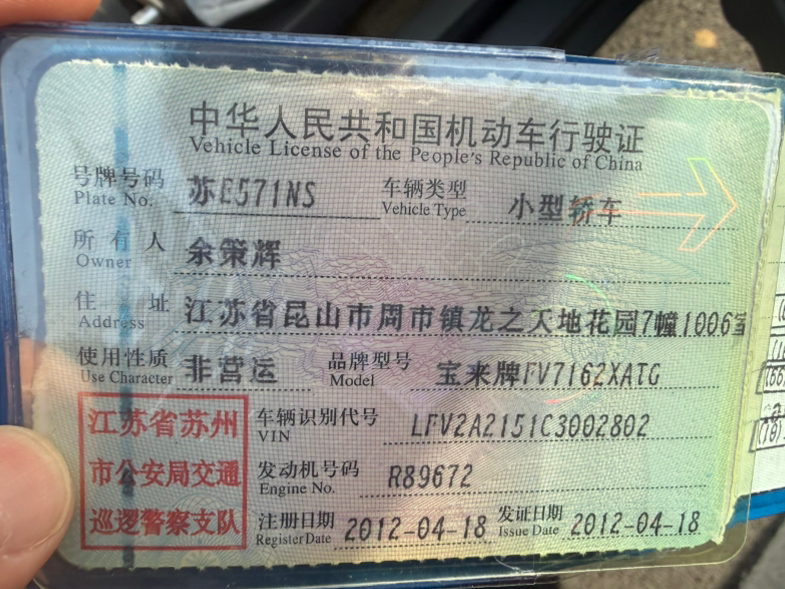 中华人民共和国机动车行驶证
Vehicle License of the People's Republic of China
号牌号码 苏E571NS 车辆类型 小型轿车
Plate No. Vehicle Type
所有人 余策辉
Owner
住址 江苏省昆山市周市镇龙之天地花园7幢1006室
Address
使用性质 非营运 品牌型号 宝来牌FV7162XATG
Use Character Model
江苏省苏州
市公安局交通
巡逻警察支队
车辆识别代号 LFV2A2151C3002802
VIN
发动机号码 R89672
Engine No.
注册日期 2012-04-18 发证日期 2012-04-18
Register Date Issue Date